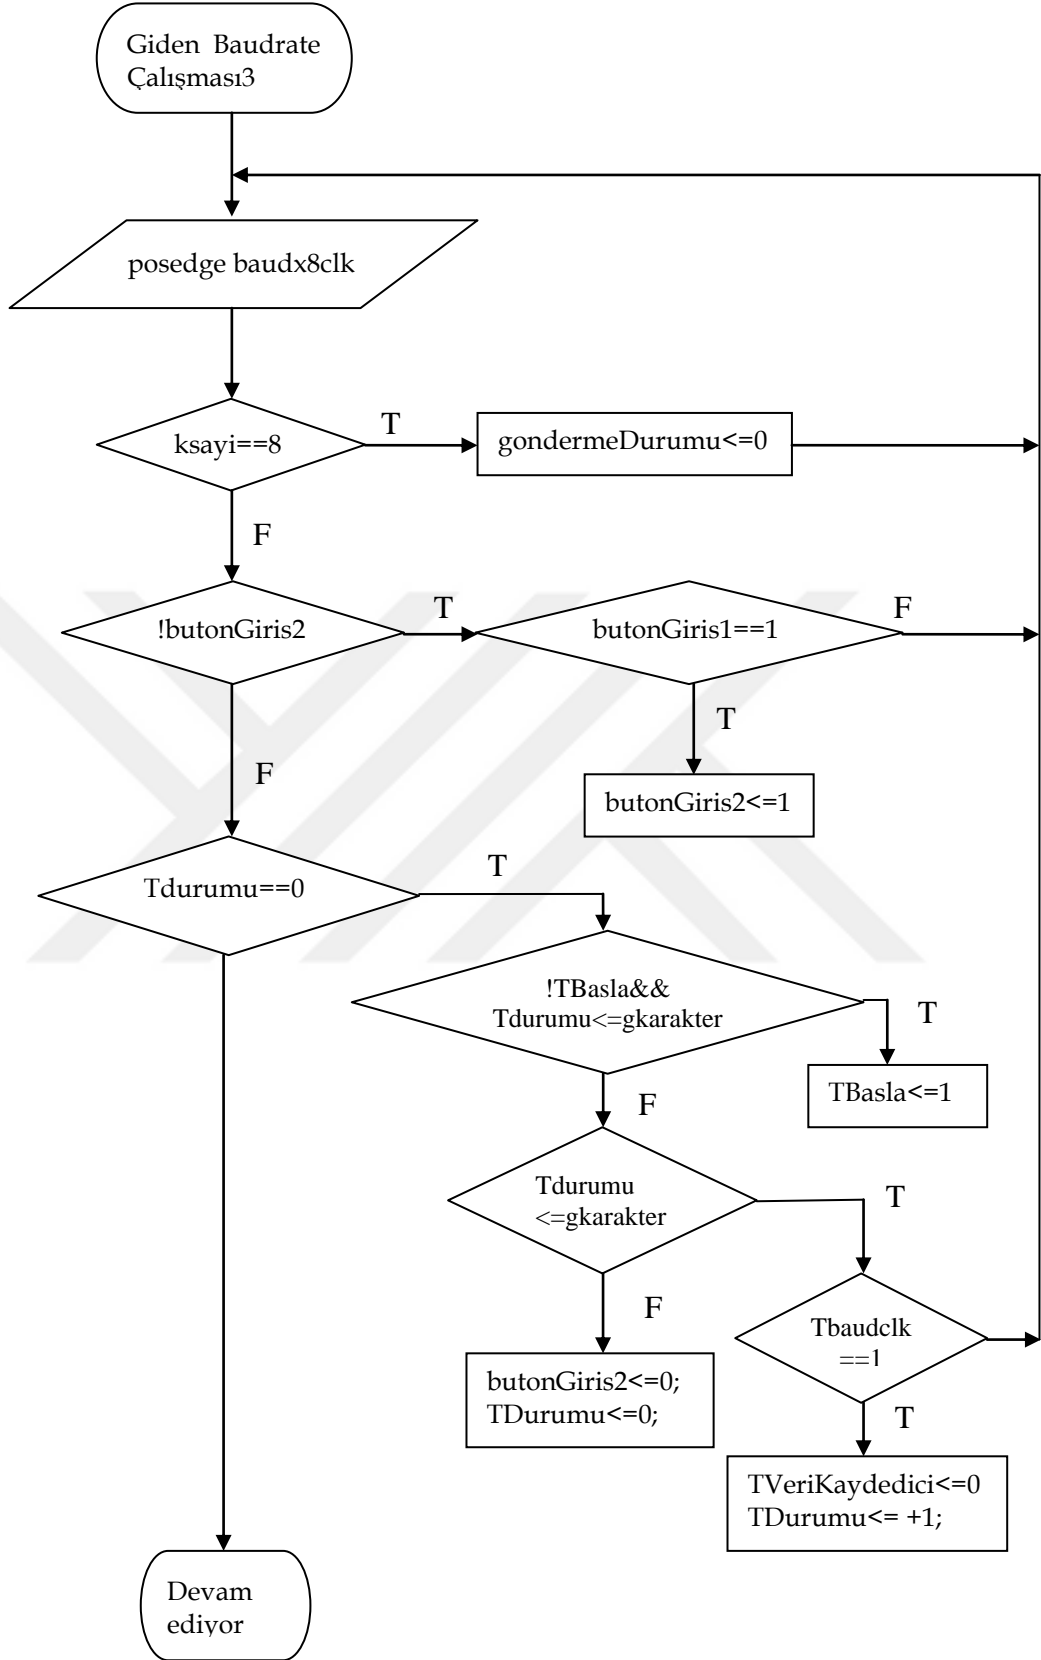 Giden Baudrate
Çalışması3
posedge baudx8clk
ksayi==8
T
gondermeDurumu<=0
F
!butonGiris2
T
butonGiris1==1
F
T
F
butonGiris2<=1
Tdurumu==0
T
!TBasla&&
Tdurumu<=gkarakter
T
TBasla<=1
F
Tdurumu
<=gkarakter
T
F
Tbaudclk
==1
butonGiris2<=0;
TDurumu<=0;
T
TVeriKaydedici<=0
TDurumu<= +1;
Devam
ediyor